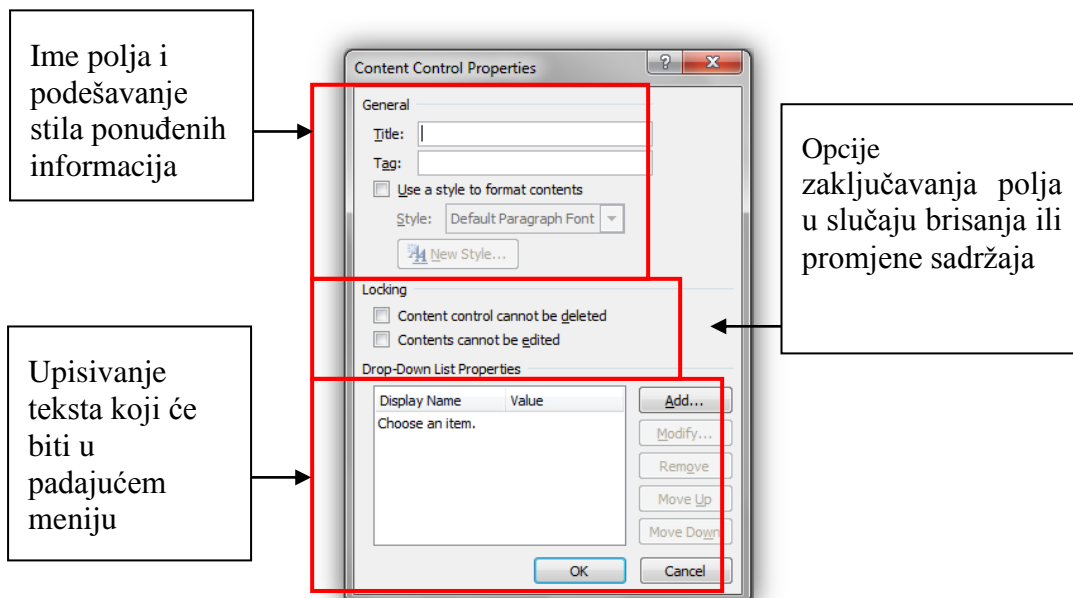 Ime polja i
podešavanje
stila ponuđenih
informacija
Content Control Properties
General
Title:
Tag:
Use a style to format contents
Style: Default Paragraph Font
New Style...
Locking
Content control cannot be deleted
Contents cannot be edited
Drop-Down List Properties
Display Name Value
Choose an item.
Add...
Modify...
Remove
Move Up
Move Down
OK Cancel
Opcije
zaključavanja polja
u slučaju brisanja ili
promjene sadržaja
Upisivanje
teksta koji će
biti u
padajućem
meniju